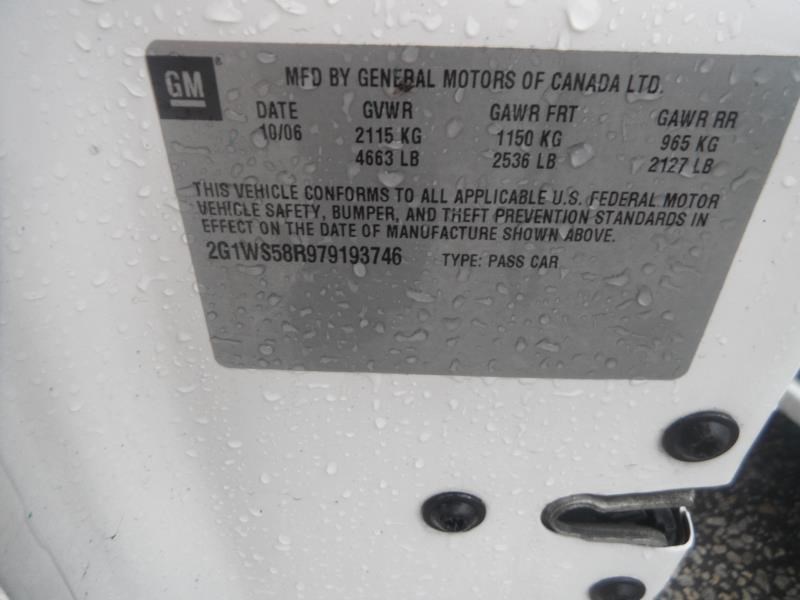 GM
MFD BY GENERAL MOTORS OF CANADA LTD.
DATE GVWR GAWR FRT GAWR RR
10/06 2115 KG 1150 KG 965 KG
4663 LB 2536 LB 2127 LB
THIS VEHICLE CONFORMS TO ALL APPLICABLE U.S. FEDERAL MOTOR
VEHICLE SAFETY, BUMPER, AND THEFT PREVENTION STANDARDS IN
EFFECT ON THE DATE OF MANUFACTURE SHOWN ABOVE.
2G1WS58R979193746 TYPE: PASS CAR